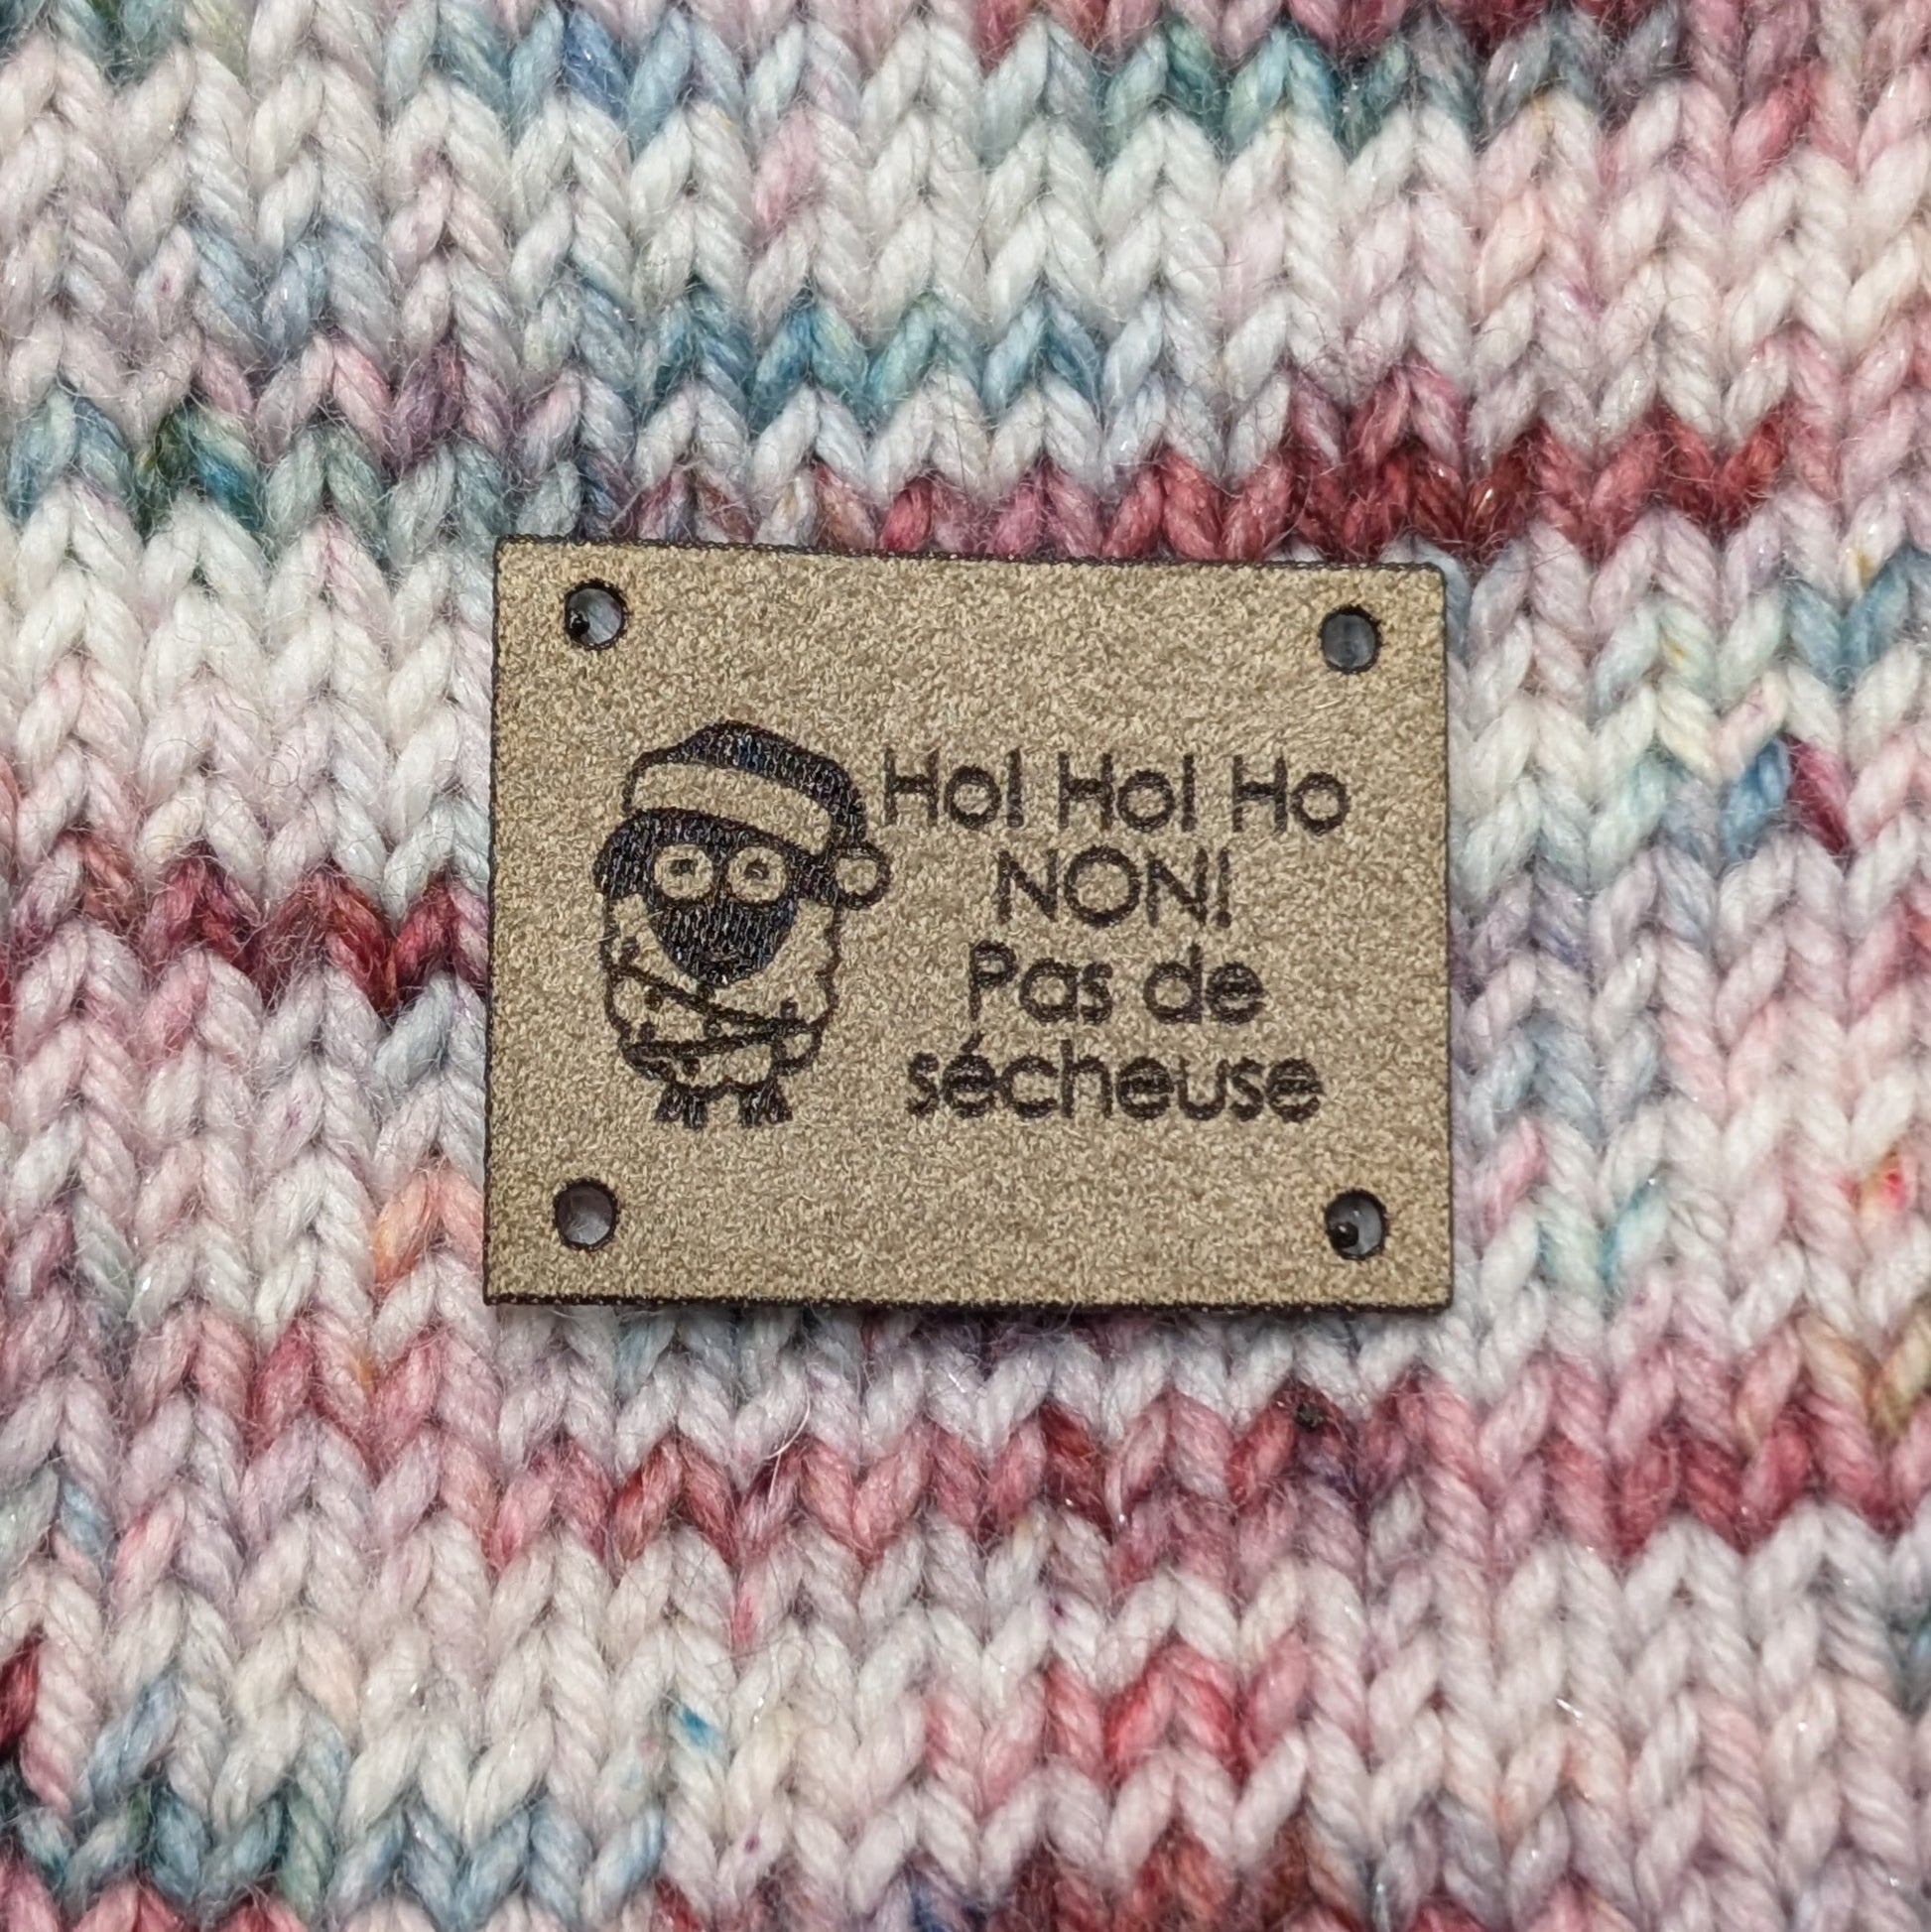 Ho! Ho! Ho
NON!
Pas de
sécheuse